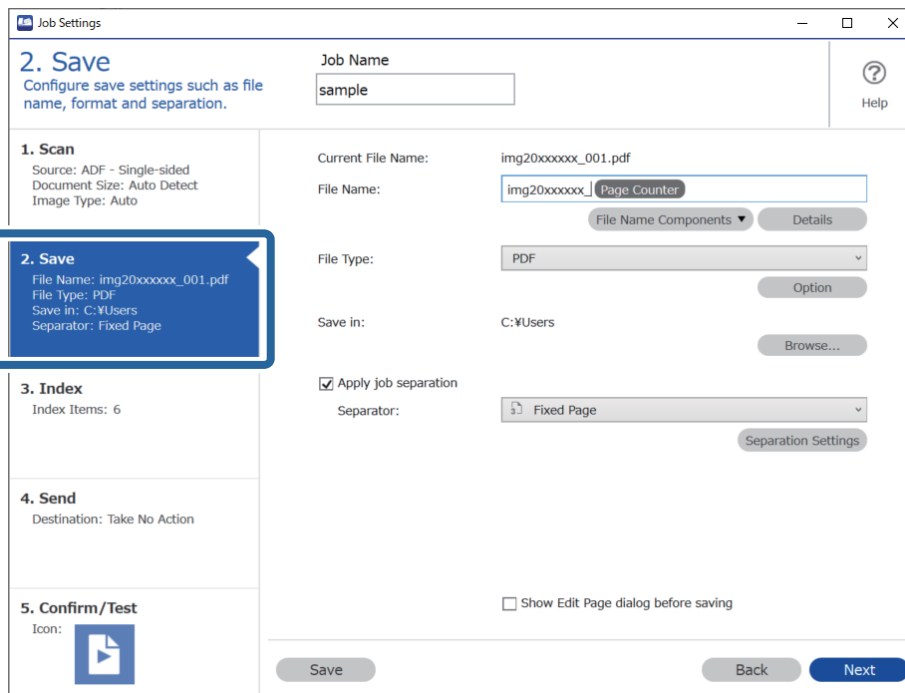 Job Settings
2. Save
Configure save settings such as file
name, format and separation.
Job Name
sample
Help
1. Scan
Source: ADF - Single-sided
Document Size: Auto Detect
Image Type: Auto
2. Save
File Name: img20xxxxxx_001.pdf
File Type: PDF
Save in: C:¥Users
Separator: Fixed Page
3. Index
Index Items: 6
4. Send
Destination: Take No Action
5. Confirm/Test
Icon:
Current File Name: img20xxxxxx_001.pdf
File Name: img20xxxxxx_ Page Counter
File Name Components ▼ Details
File Type: PDF
Option
Save in: C:¥Users
Browse...
Apply job separation
Separator: Fixed Page
Separation Settings
Show Edit Page dialog before saving
Save Back Next